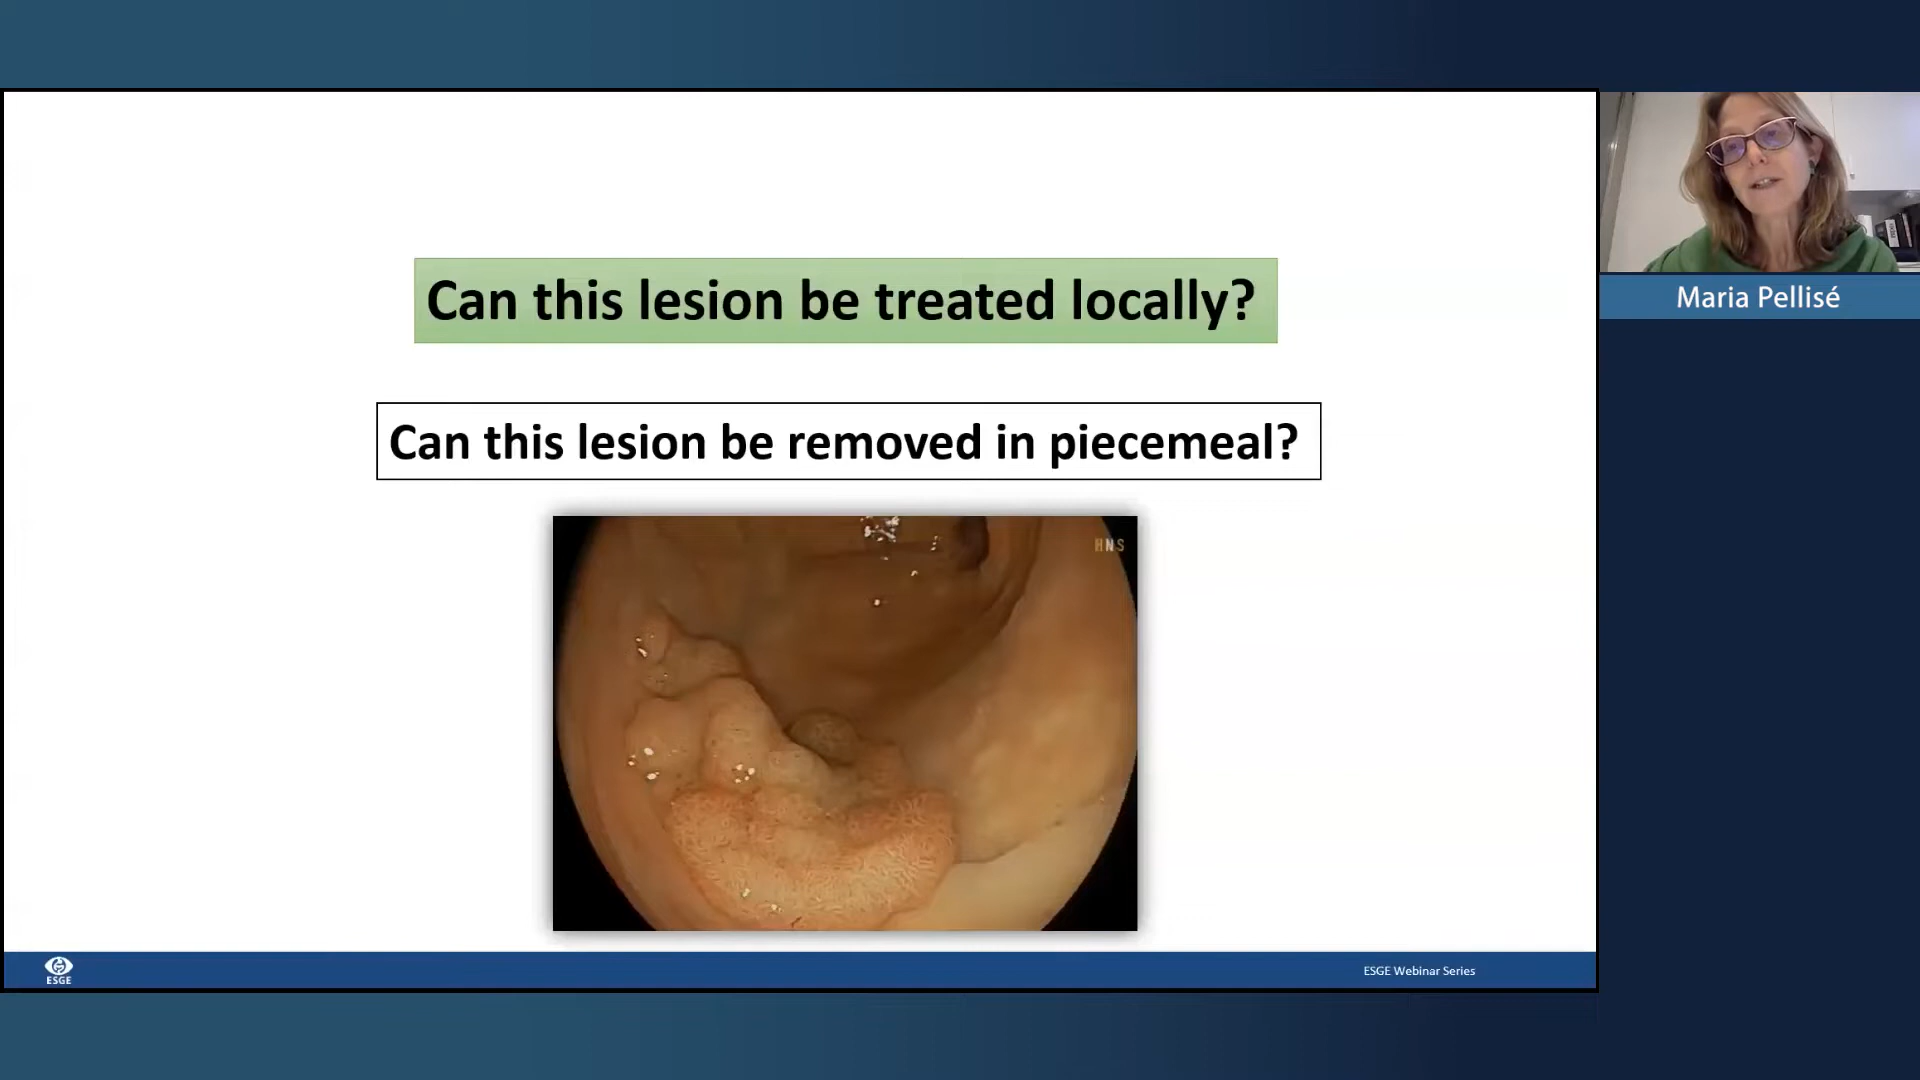 Can this lesion be treated locally?
Can this lesion be removed in piecemeal?
HNS
Maria Pellisé
ESGE
ESGE Webinar Series